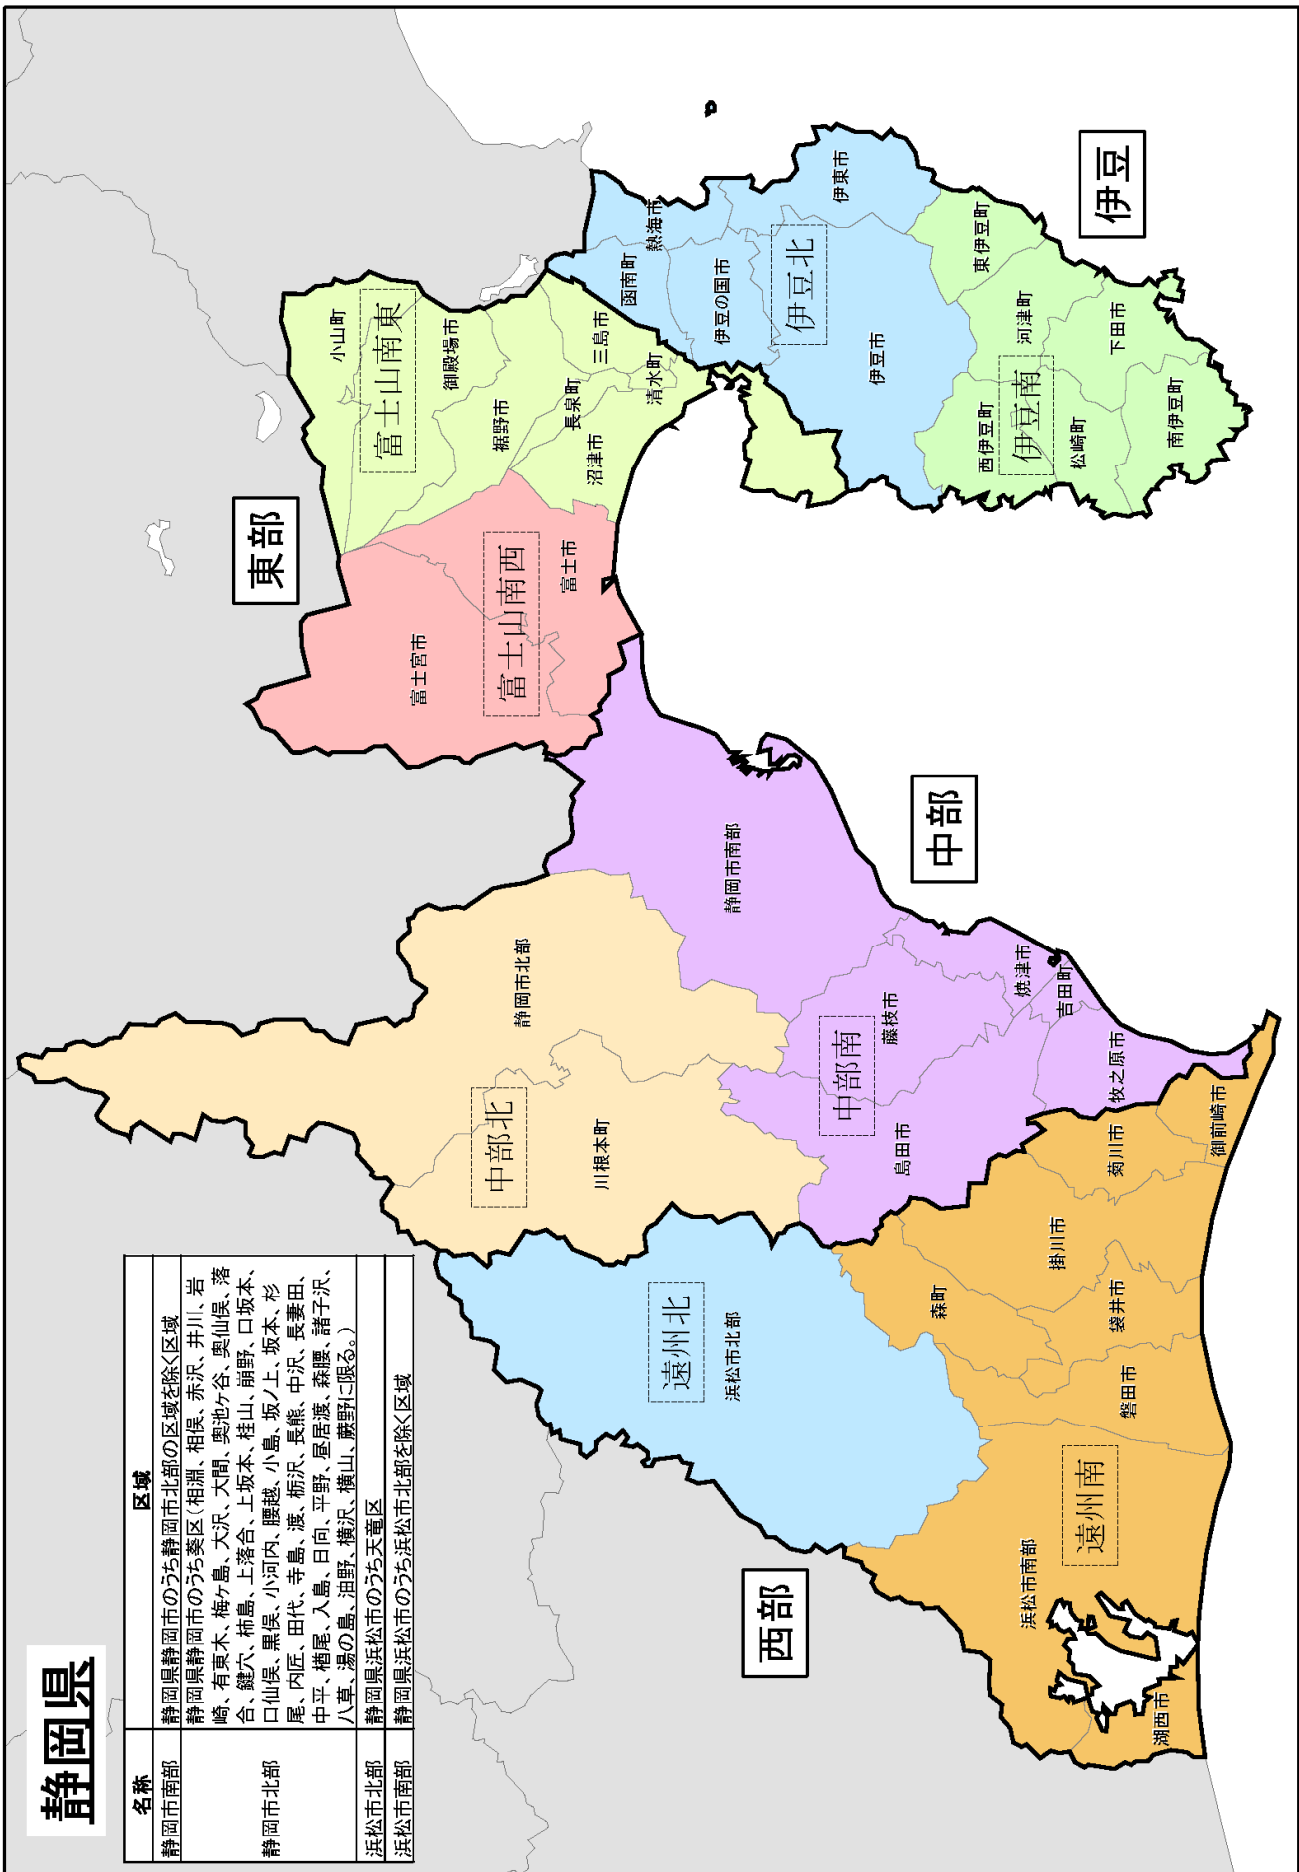 静岡県
名称 区域
静岡市南部 静岡県静岡市のうち静岡市北部の区域を除く区域
静岡市北部 静岡県静岡市のうち葵区(相淵、相俣、赤沢、井川、岩
崎、有東木、梅ケ島、大沢、大間、奥池ケ谷、奥仙俣、落
合、鍵穴、柿島、上落合、上坂本、桂山、崩野、口坂本、
口仙俣、黒俣、小河内、腰越、小島、坂ノ上、坂本、杉
尾、内匠、田代、寺島、渡、栃沢、長熊、中沢、長妻田、
中平、楢尾、入島、日向、平野、昼居渡、森腰、諸子沢、
八草、湯の島、油野、横沢、横山、蕨野に限る。)
浜松市北部 静岡県浜松市のうち天竜区
浜松市南部 静岡県浜松市のうち浜松市北部を除く区域
東部
富士山南東
小山町
御殿場市
裾野市
三島市
長泉町
清水町
沼津市
富士山南西
富士宮市
富士市
伊豆
伊豆北
熱海市
函南町
伊豆の国市
伊東市
伊豆市
伊豆南
東伊豆町
河津町
下田市
西伊豆町
松崎町
南伊豆町
中部
中部北
静岡市北部
川根本町
中部南
静岡市南部
藤枝市
焼津市
吉田町
島田市
牧之原市
西部
遠州北
浜松市北部
遠州南
森町
掛川市
菊川市
御前崎市
袋井市
磐田市
浜松市南部
湖西市